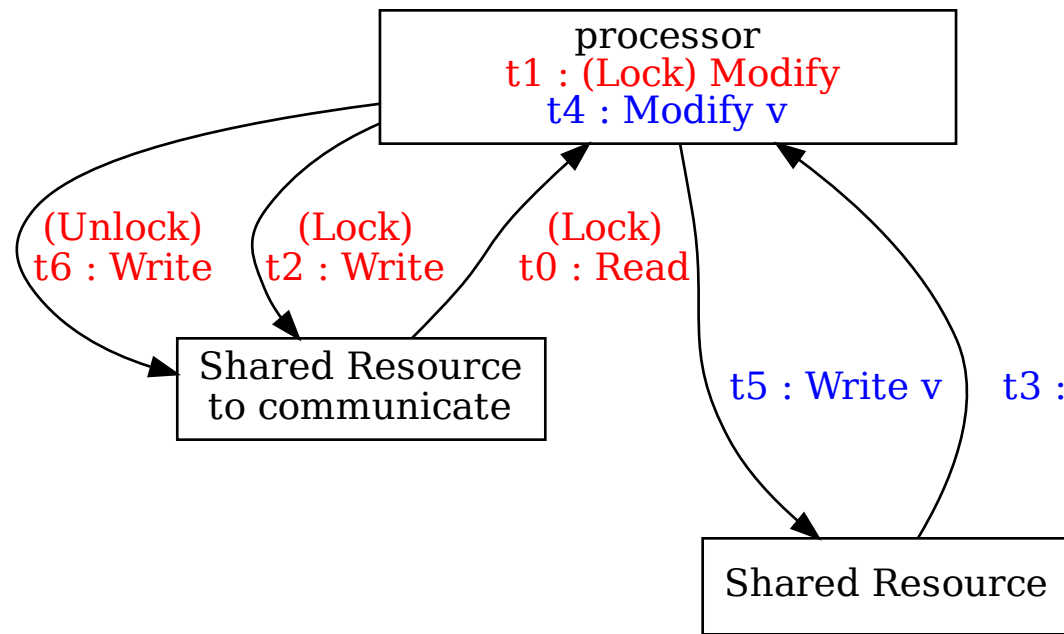 processor
t1 : (Lock) Modify
t4 : Modify v
(Unlock)
t6 : Write
(Lock)
t2 : Write
(Lock)
t0 : Read
Shared Resource
to communicate
t5 : Write v
t3 :
Shared Resource